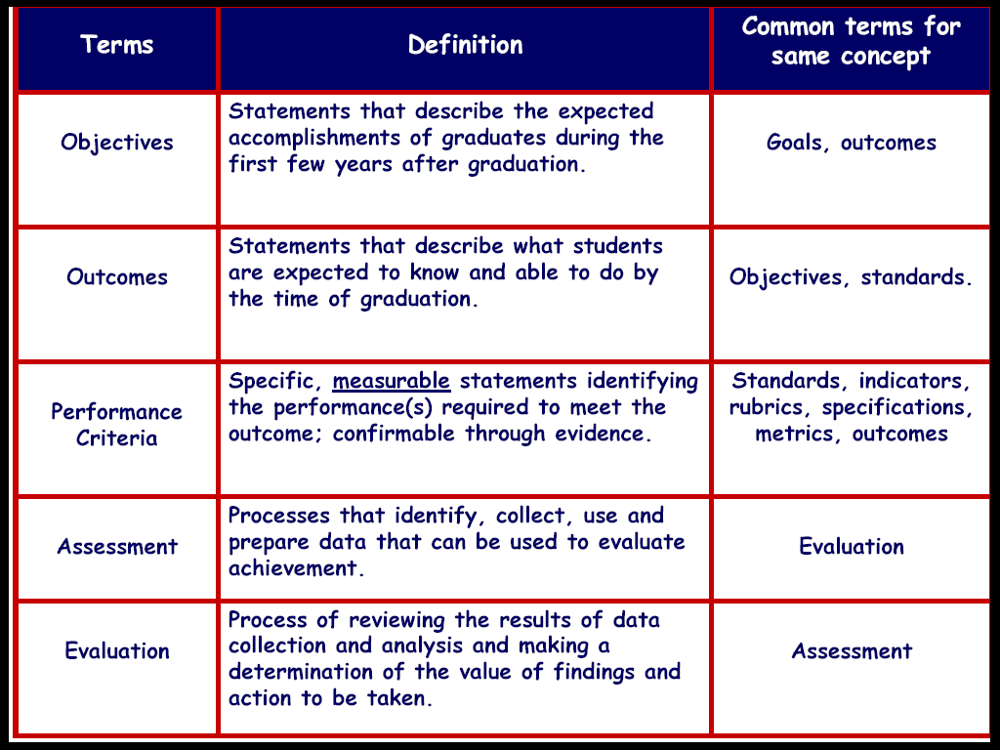 Terms
Definition
Common terms for
same concept
Objectives
Statements that describe the expected
accomplishments of graduates during the
first few years after graduation.
Goals, outcomes
Outcomes
Statements that describe what students
are expected to know and able to do by
the time of graduation.
Objectives, standards.
Performance
Criteria
Specific, measurable statements identifying
the performance(s) required to meet the
outcome; confirmable through evidence.
Standards, indicators,
rubrics, specifications,
metrics, outcomes
Assessment
Processes that identify, collect, use and
prepare data that can be used to evaluate
achievement.
Evaluation
Evaluation
Process of reviewing the results of data
collection and analysis and making a
determination of the value of findings and
action to be taken.
Assessment